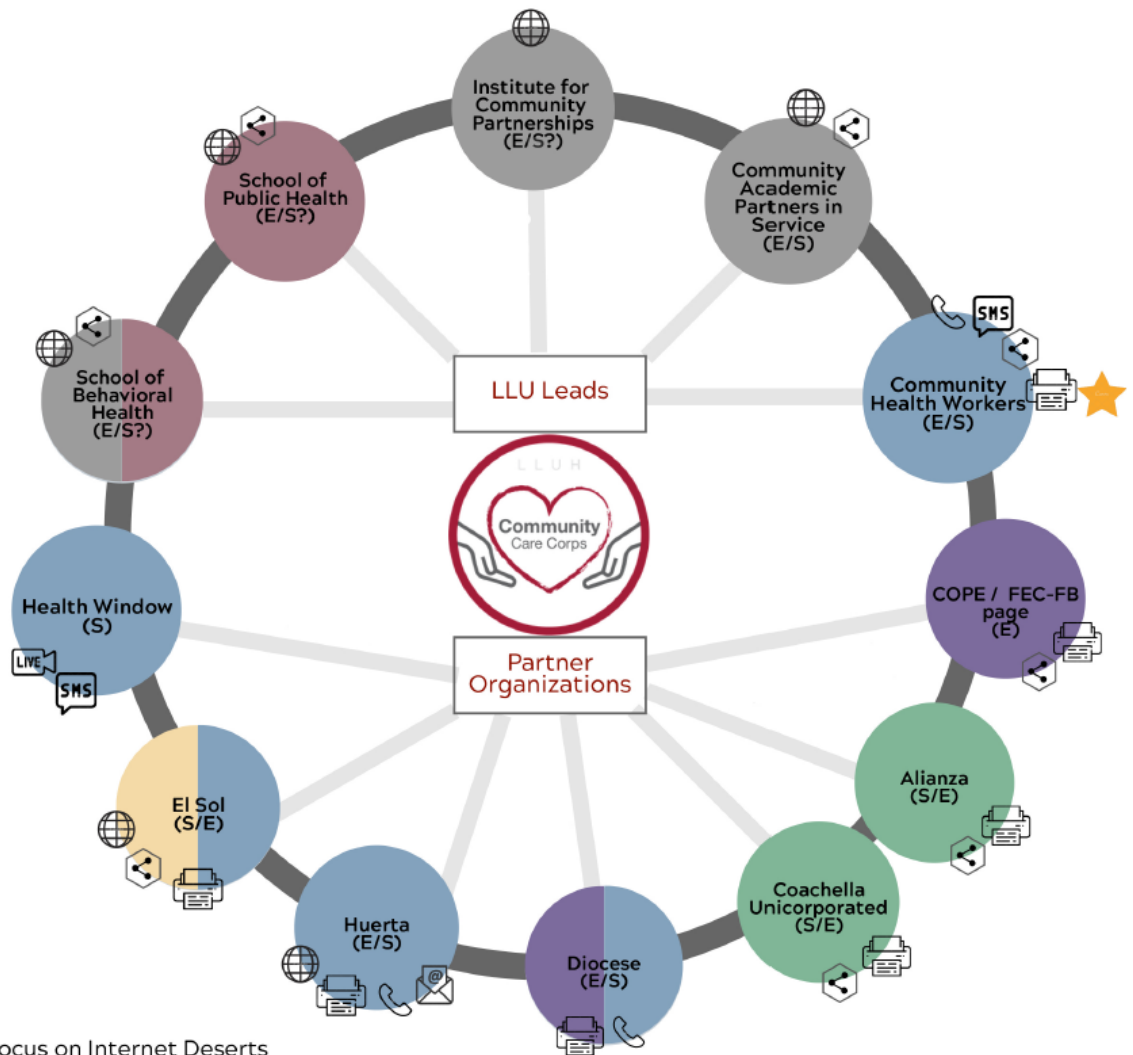 Institute for
Community
Partnerships
(E/S?)
School of
Public Health
(E/S?)
Community
Academic
Partners in
Service
(E/S)
SMS
School of
Behavioral
Health
(E/S?)
LLU Leads
Community
Health Workers
(E/S)
LLUH
Community
Care Corps
Health Window
(S)
LIVE
SMS
COPE / FEC-FB
page
(E)
Partner
Organizations
Alianza
(S/E)
El Sol
(S/E)
Coachella
Unicorporated
(S/E)
Huerta
(E/S)
@
Diocese
(E/S)
ocus on Internet Deserts